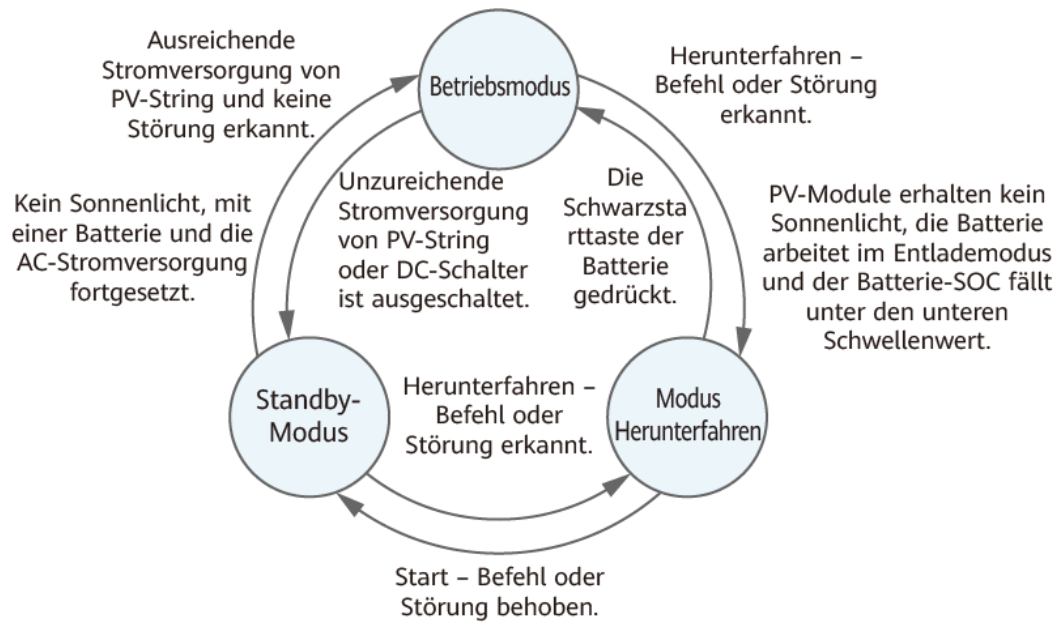 Ausreichende
Stromversorgung von
PV-String und keine
Störung erkannt.
Betriebsmodus
Herunterfahren –
Befehl oder Störung
erkannt.
Kein Sonnenlicht, mit
einer Batterie und die
AC-Stromversorgung
fortgesetzt.
Unzureichende
Stromversorgung
von PV-String
oder DC-Schalter
ist ausgeschaltet.
Die
Schwarzsta
rttaste der
Batterie
gedrückt.
PV-Module erhalten kein
Sonnenlicht, die Batterie
arbeitet im Entlademodus
und der Batterie-SOC fällt
unter den unteren
Schwellenwert.
Standby-
Modus
Herunterfahren –
Befehl oder
Störung erkannt.
Modus
Herunterfahren
Start – Befehl oder
Störung behoben.